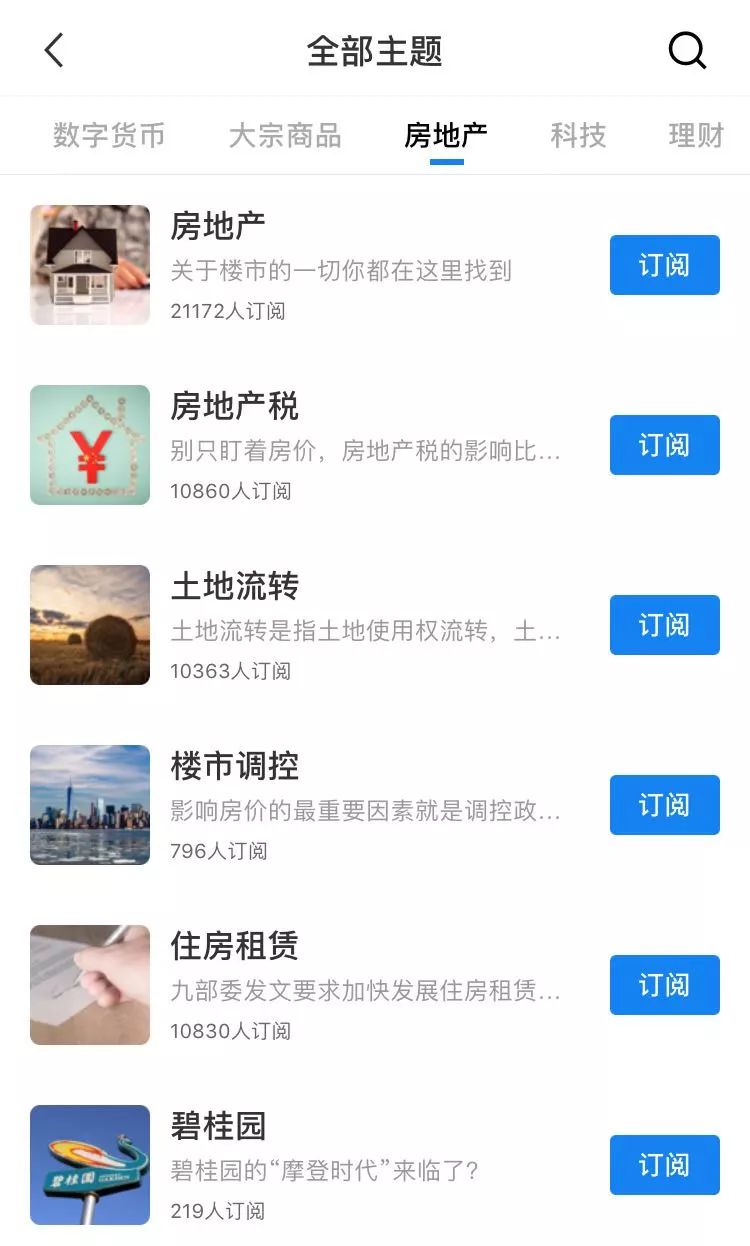 全部主题
数字货币 大宗商品 房地产 科技 理财
房地产
关于楼市的一切你都在这里找到
21172人订阅
订阅
房地产税
别只盯着房价，房地产税的影响比...
10860人订阅
订阅
土地流转
土地流转是指土地使用权流转，土...
10363人订阅
订阅
楼市调控
影响房价的最重要因素就是调控政...
796人订阅
订阅
住房租赁
九部委发文要求加快发展住房租赁...
10830人订阅
订阅
碧桂园
碧桂园
碧桂园的“摩登时代”来临了？
219人订阅
订阅